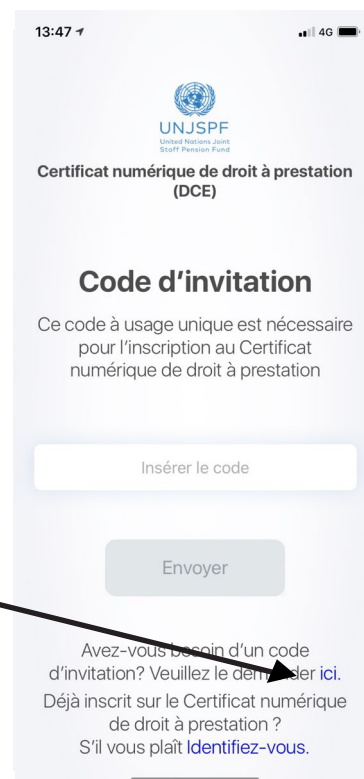 13:47
4G
UNJSPF
United Nations Joint
Staff Pension Fund
Certificat numérique de droit à prestation
(DCE)
Code d’invitation
Ce code à usage unique est nécessaire
pour l’inscription au Certificat
numérique de droit à prestation
Insérer le code
Envoyer
Avez-vous besoin d’un code
d’invitation? Veuillez le demander ici.
Déjà inscrit sur le Certificat numérique
de droit à prestation ?
S’il vous plaît Identifiez-vous.